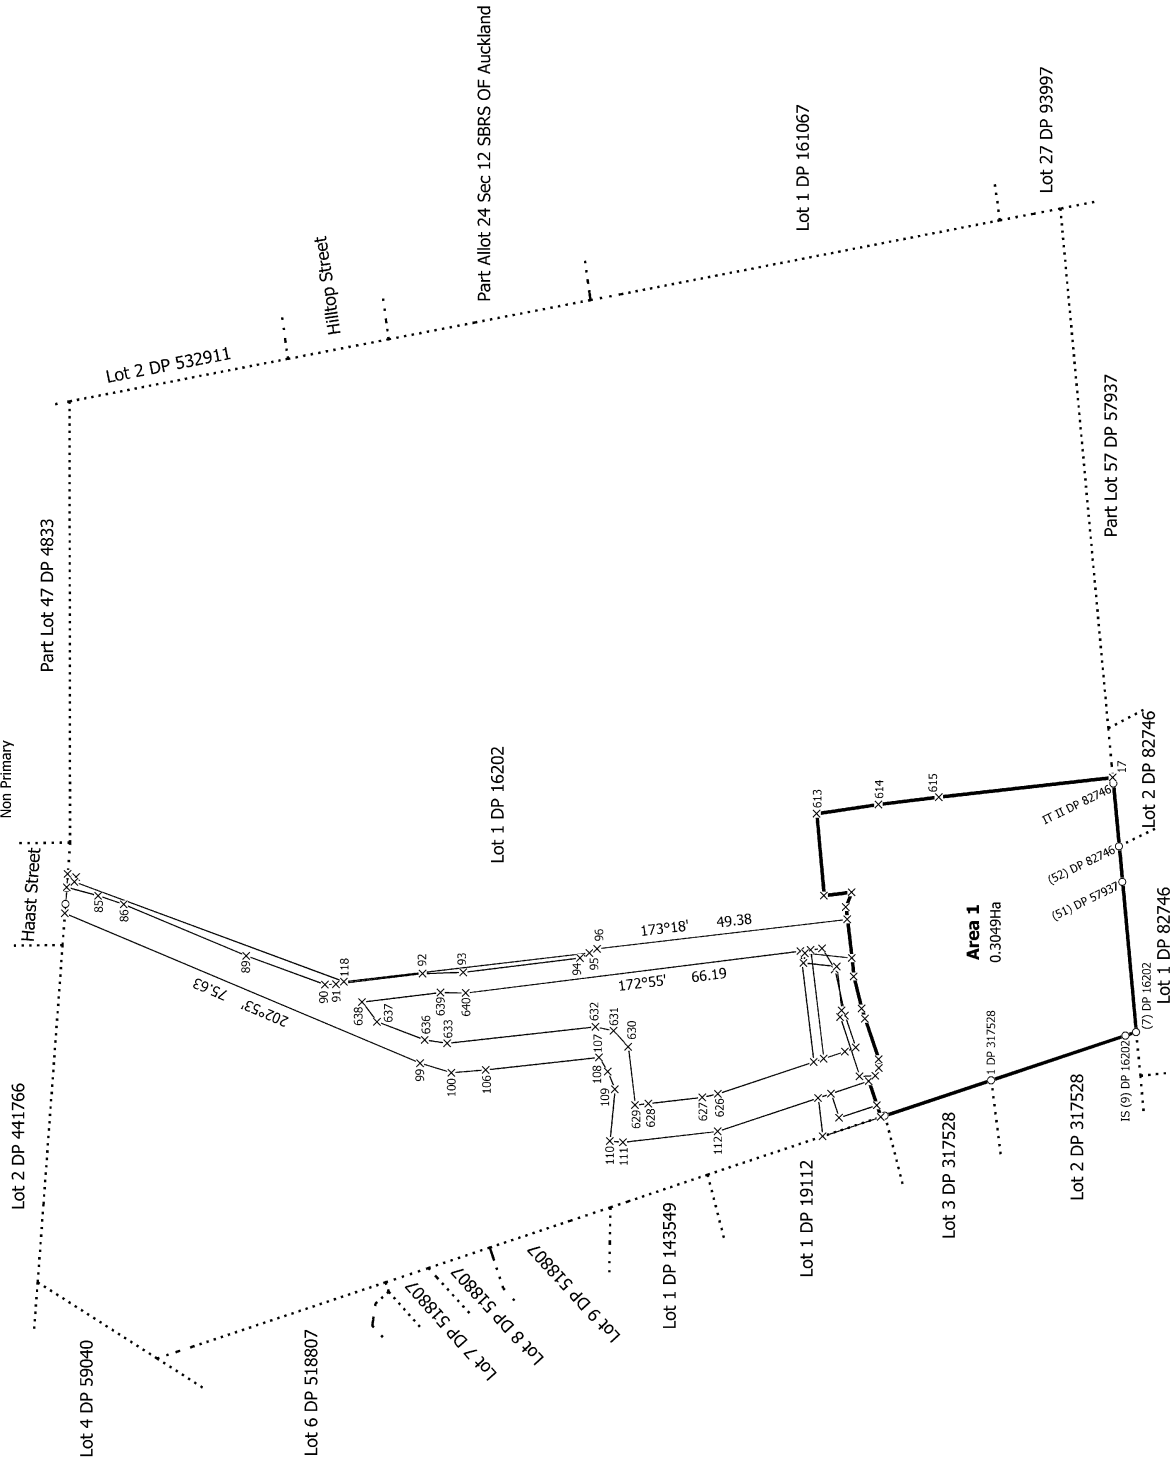 Non Primary
Haast Street
Part Lot 47 DP 4833
Lot 2 DP 532911
Hilltop Street
Part Allot 24 Sec 12 SBRS OF Auckland
Lot 1 DP 161067
Lot 27 DP 93997
Part Lot 57 DP 57937
Lot 2 DP 441766
Lot 4 DP 59040
Lot 6 DP 518807
Lot 7 DP 518807
Lot 8 DP 518807
Lot 9 DP 518807
Lot 1 DP 143549
Lot 1 DP 19112
Lot 3 DP 317528
Lot 2 DP 317528
Lot 1 DP 82746
Lot 2 DP 82746
Lot 1 DP 16202
85
86
89
90
91
118
92
93
94
95
96
202°53' 75.63
173°18' 49.38
172°55' 66.19
638
637
639
640
636
633
99
100
106
107
108
109
110
111
112
632
631
630
629
628
627
626
613
614
615
17
Area 1
0.3049Ha
1 DP 317528
IT II DP 82746
(52) DP 82746
(51) DP 57937
(7) DP 16202
IS (9) DP 16202